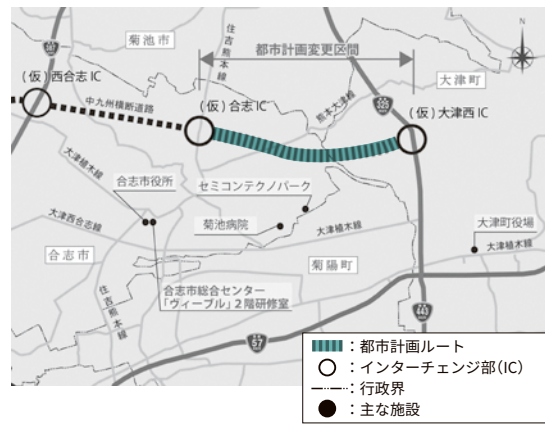 菊池市
住吉熊本線
都市計画変更区間
N
387
(仮)西合志IC
大津町
中九州横断道路
(仮)合志IC
熊本大津線
325
(仮)大津西IC
大津植木線
合志市役所
セミコンテクノパーク
菊池病院
大津西合志線
大津植木線
大津町役場
大津植木線
合志市
菊陽町
住吉熊本線
合志市総合センター
「ヴィーブル」2階研修室
443
57
：都市計画ルート
：インターチェンジ部(IC)
：行政界
：主な施設